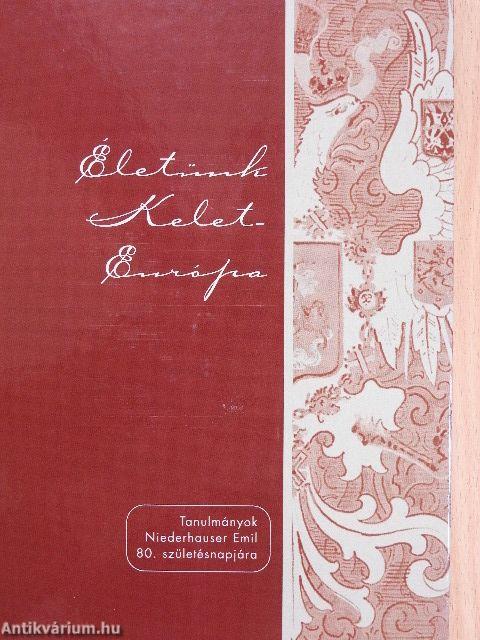 Életünk
Kelet-
Európa
Tanulmányok
Niederhauser Emil
80. születésnapjára
Antikvárium.hu